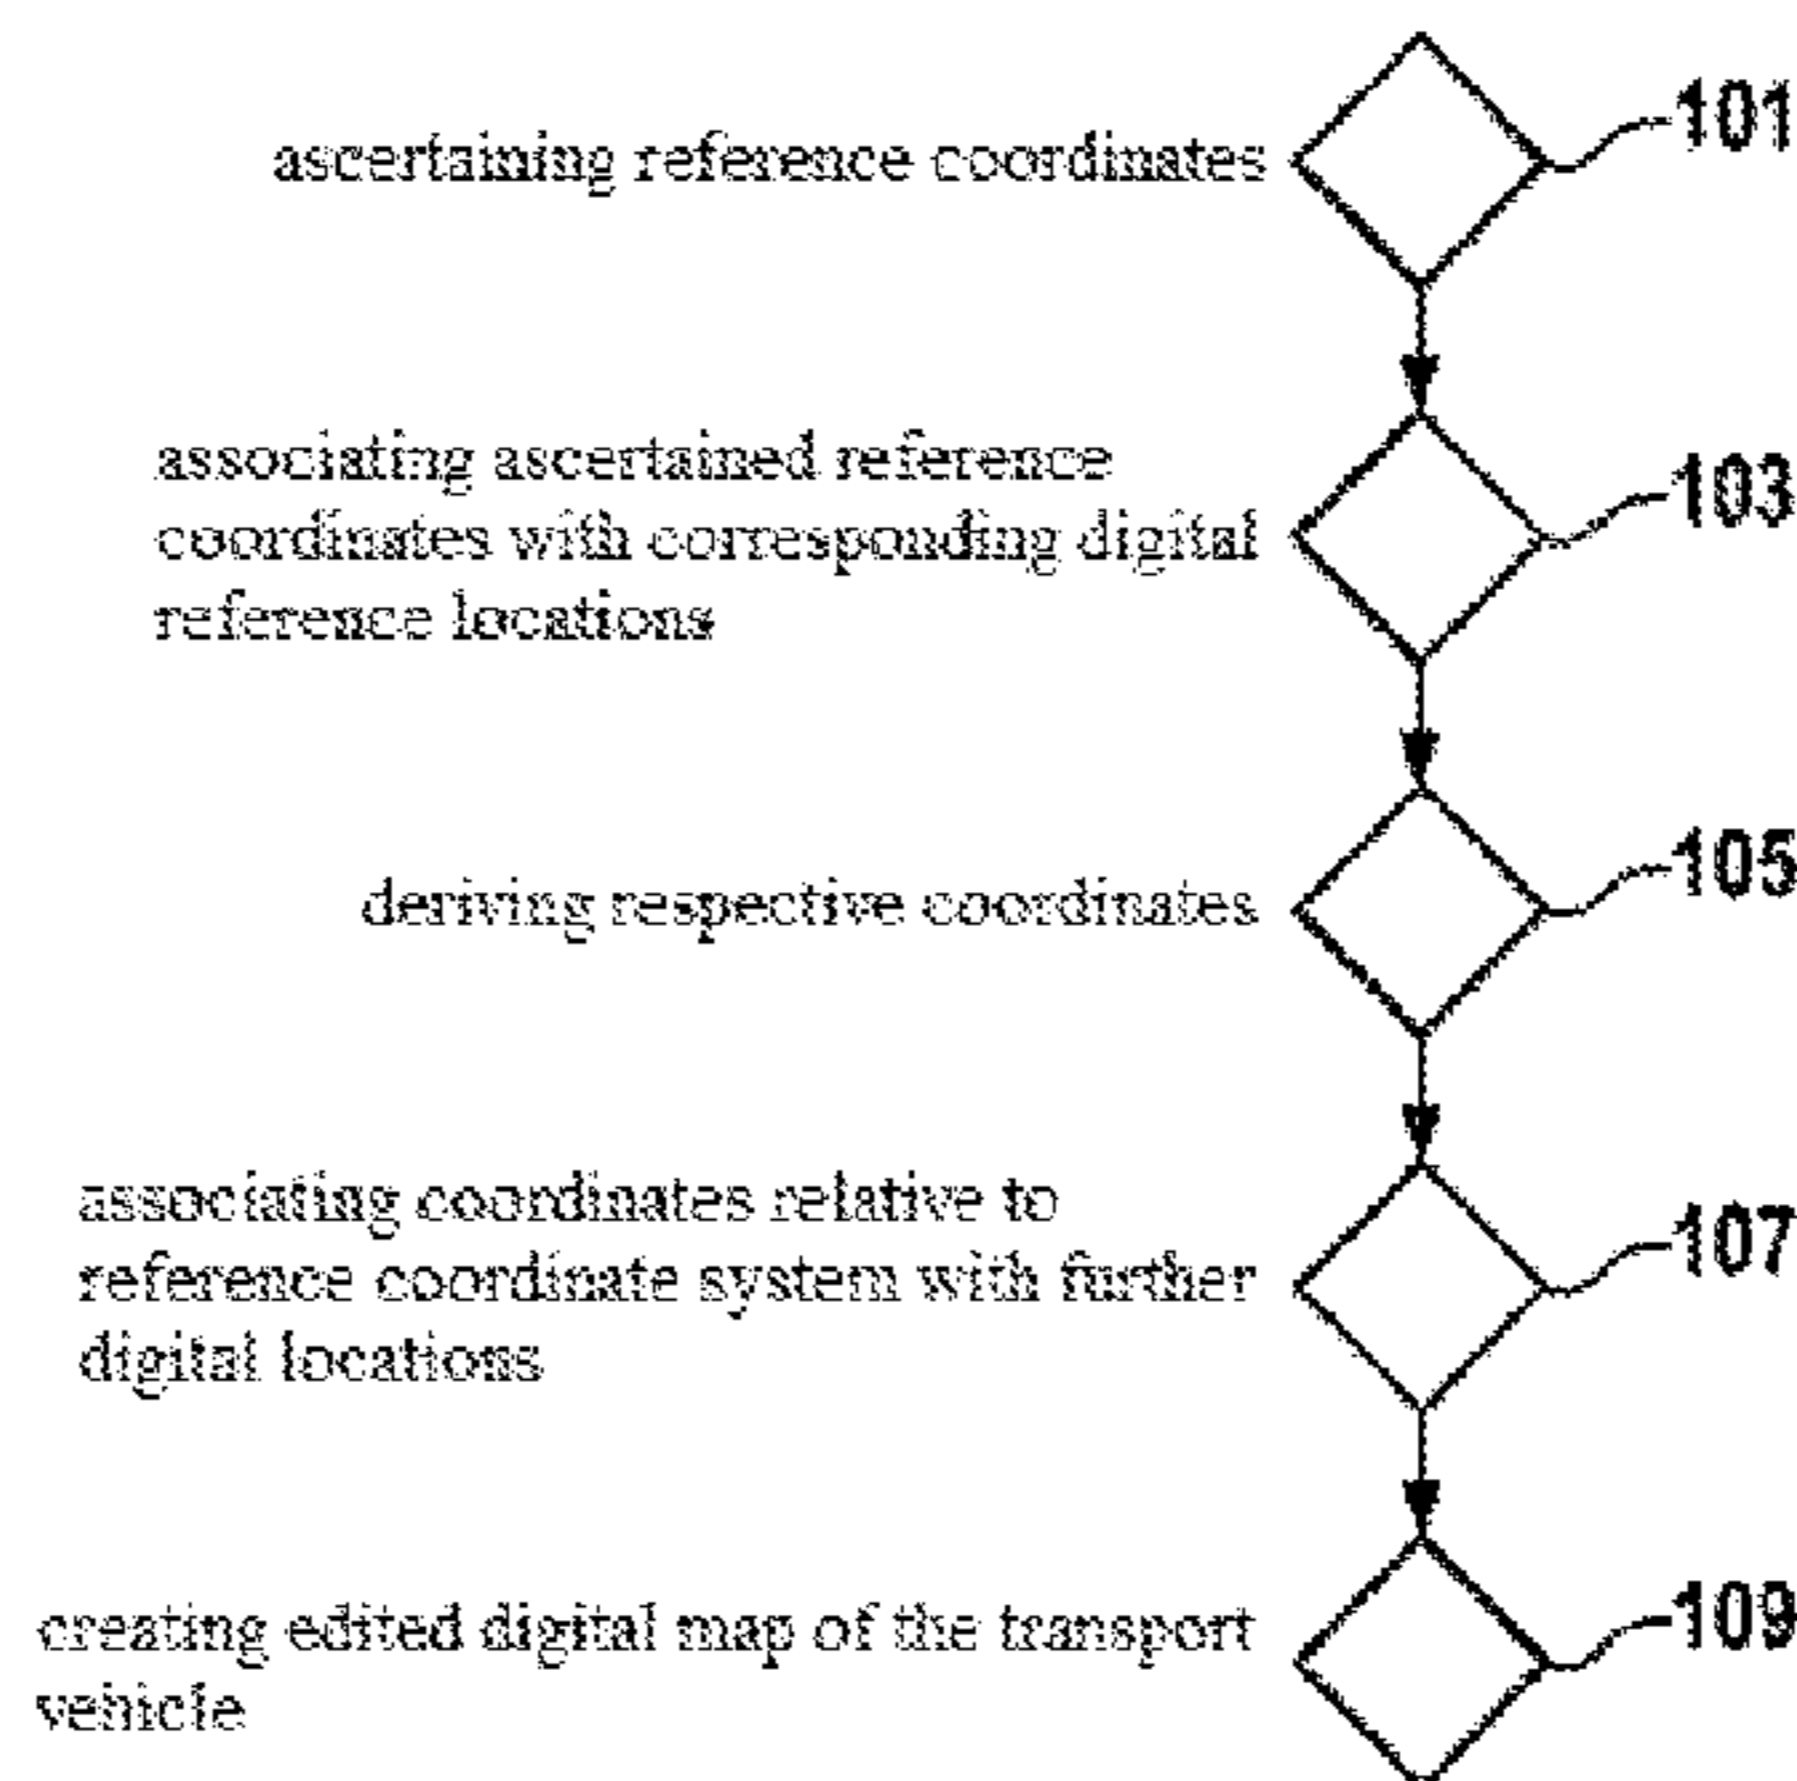 101
ascertaining reference coordinates
associating ascertained reference
103
coordinates with corresponding digital
reference locations
105
deriving respective coordinates
associating coordinates relative to
107
reference coordinate system with further
digital locations
109
creating edited digital map of the transport
vehicle